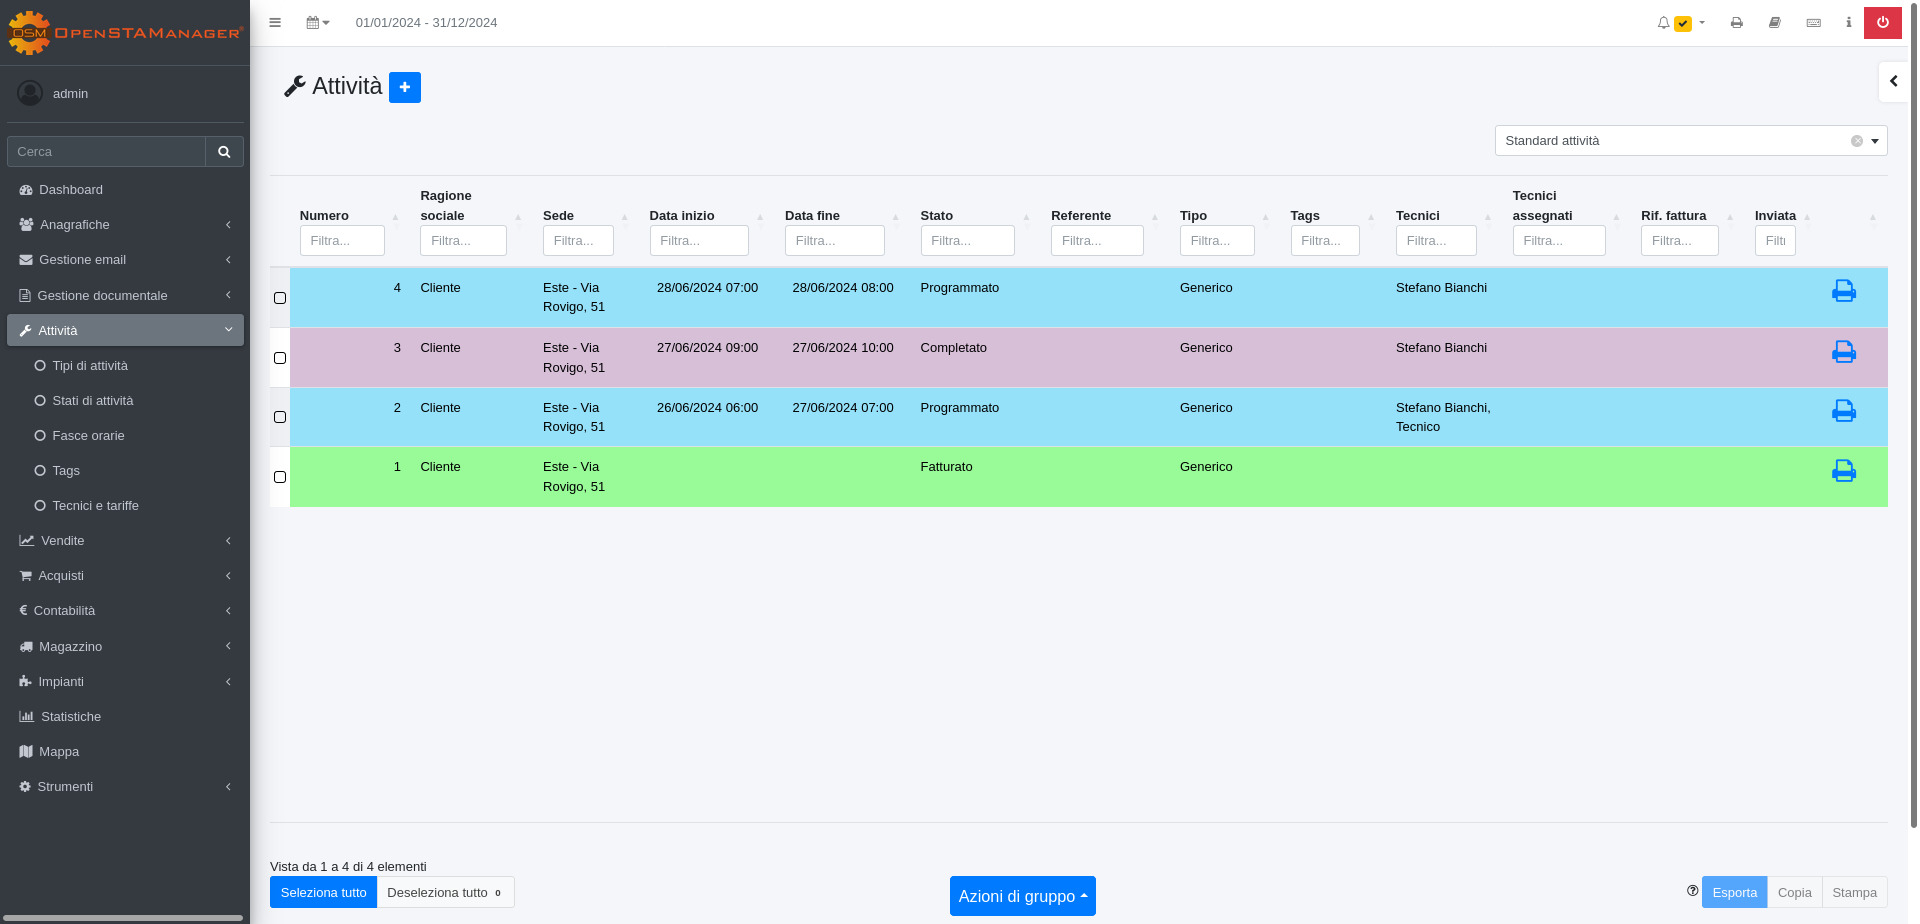 OSM OpenSTAManager®
01/01/2024 - 31/12/2024
admin
Cerca
Dashboard
Anagrafiche
Gestione email
Gestione documentale
Attività
Tipi di attività
Stati di attività
Fasce orarie
Tags
Tecnici e tariffe
Vendite
Acquisti
€ Contabilità
Magazzino
Impianti
Statistiche
Mappa
Strumenti
Attività
Standard attività
Numero Ragione sociale Sede Data inizio Data fine Stato Referente Tipo Tags Tecnici Tecnici assegnati Rif. fattura Inviata
Filtra... Filtra... Filtra... Filtra... Filtra... Filtra... Filtra... Filtra... Filtra... Filtra... Filtra... Filtra... Filtr
4 Cliente Este - Via 28/06/2024 07:00 28/06/2024 08:00 Programmato Generico Stefano Bianchi
Rovigo, 51
3 Cliente Este - Via 27/06/2024 09:00 27/06/2024 10:00 Completato Generico Stefano Bianchi
Rovigo, 51
2 Cliente Este - Via 26/06/2024 06:00 27/06/2024 07:00 Programmato Generico Stefano Bianchi,
Rovigo, 51 Tecnico
1 Cliente Este - Via Fatturato Generico
Rovigo, 51
Vista da 1 a 4 di 4 elementi
Seleziona tutto Deseleziona tutto 0 Azioni di gruppo Esporta Copia Stampa